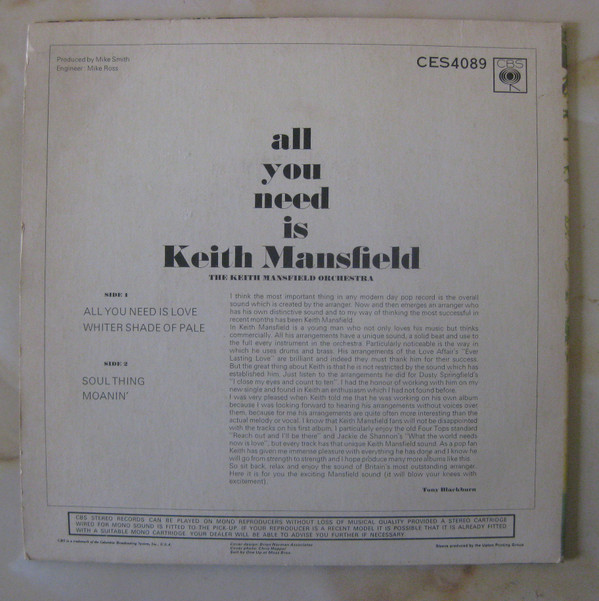 Produced by Mike Smith
Engineer: Mike Ross
CES4089
CBS
all
you
need
is
Keith Mansfield
THE KEITH MANSFIELD ORCHESTRA
SIDE 1
ALL YOU NEED IS LOVE
WHITER SHADE OF PALE
SIDE 2
SOUL THING
MOANIN'
I think the most important thing in any modern day pop record is the overall
sound which is created by the arranger. Now and then emerges an arranger who
has his own distinctive sound and to my way of thinking the most successful in
recent months has been Keith Mansfield.
In Keith Mansfield is a young man who not only loves his music but thinks
commercially. All his arrangements have a unique sound, a solid beat and use to
the full every instrument in the orchestra. Particularly noticeable is the way in
which he uses drums and brass. His arrangements of the Love Affair's "Ever
Lasting Love" are brilliant and indeed they must thank him for their success.
But the great thing about Keith is that he is not restricted by the sound which has
established him. Just listen to the arrangements he did for Dusty Springfield's
"I close my eyes and count to ten". I had the honour of working with him on my
new single and found in Keith an enthusiasm which I had not found before.
I was very pleased when Keith told me that he was working on his own album
because I was looking forward to hearing his arrangements without voices over
them, because for me his arrangements are quite often more interesting then the
actual melody or vocal. I know that Keith Mansfield fans will not be disappointed
with the tracks on his first album, I particularly enjoy the old Four Tops standard
"Reach out and I'll be there" and Jackie de Shannon's "What the world needs
now is love", but every track has that unique Keith Mansfield sound. As a pop fan
Keith has given me immense pleasure with everything he has done and I know he
will go from strength to strength and I hope produce many more albums like this.
So sit back, relax and enjoy the sound of Britain's most outstanding arranger.
Here it is for you the exciting Mansfield sound (it will blow your knees with
excitement).
Tony Blackburn
CBS STEREO RECORDS CAN BE PLAYED ON MONO REPRODUCERS WITHOUT LOSS OF MUSICAL QUALITY PROVIDED A STEREO CARTRIDGE
WIRED FOR MONO SOUND IS FITTED TO THE PICK-UP. IF YOUR REPRODUCER IS A RECENT MODEL IT IS POSSIBLE THAT IT IS ALREADY FITTED
WITH A SUITABLE MONO CARTRIDGE. YOUR DEALER WILL BE ABLE TO ADVISE YOU FURTHER IF NECESSARY
CBS is a trademark of the Columbia Broadcasting System, Inc., U.S.A.